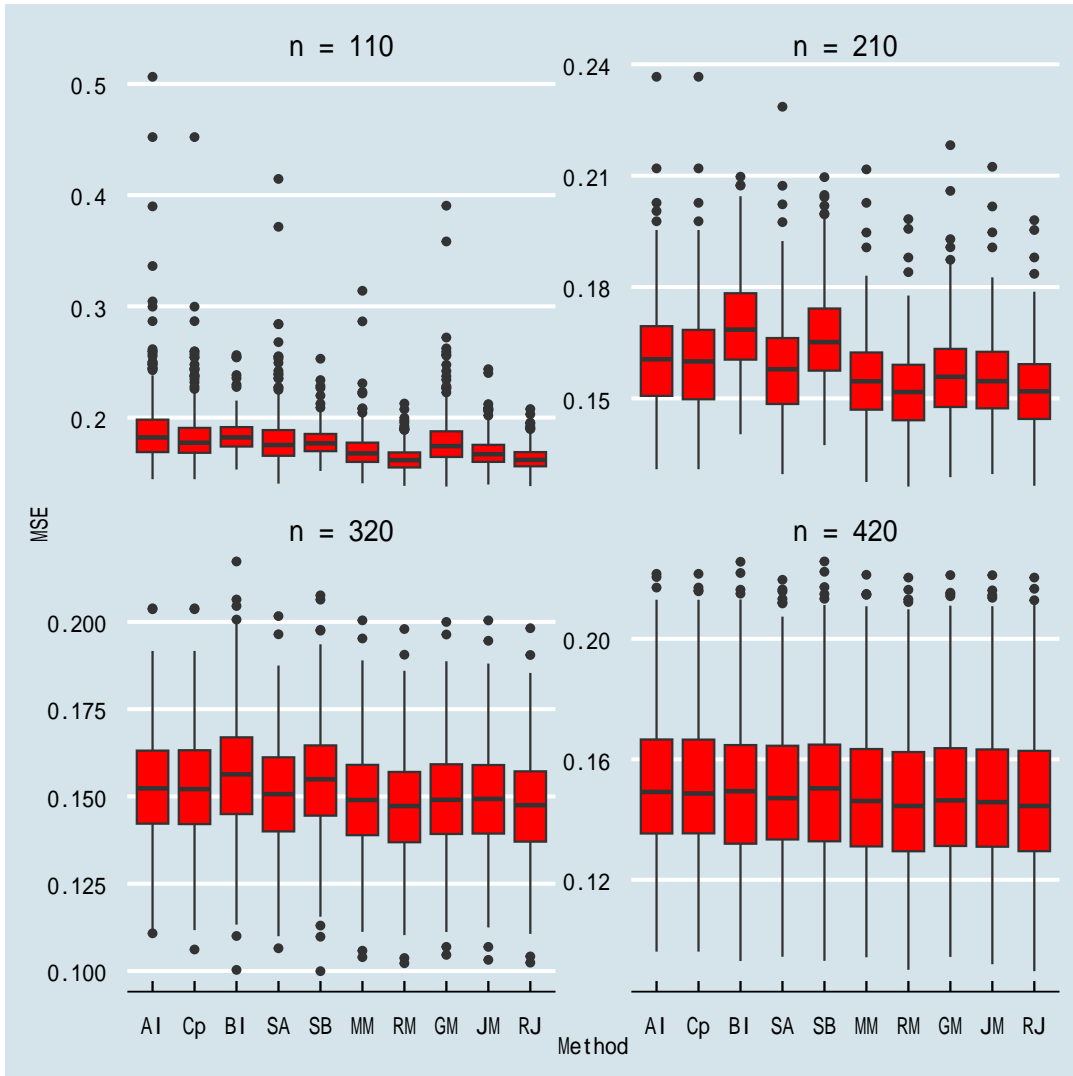 n = 110
n = 210
0.5
0.4
0.3
0.2
0.24
0.21
0.18
0.15
MSE
n = 320
n = 420
0.200
0.175
0.150
0.125
0.100
0.20
0.16
0.12
AI Cp BI SA SB MM RM GM JM RJ
AI Cp BI SA SB MM RM GM JM RJ
Method